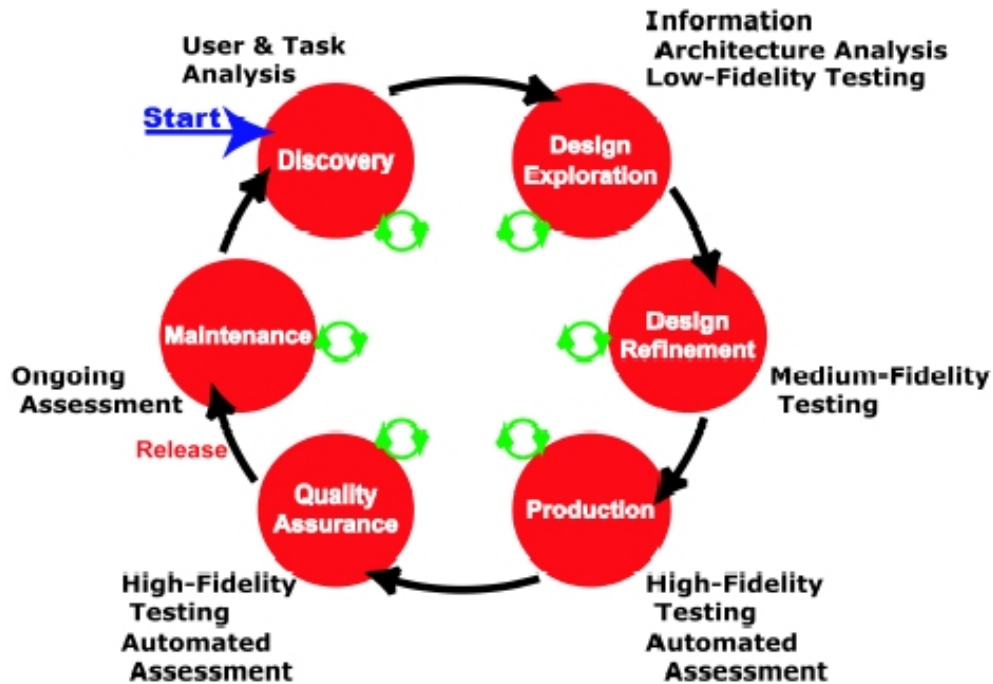 User & Task
Analysis
Start
Discovery
Information
Architecture Analysis
Low-Fidelity Testing
Design
Exploration
Design
Refinement
Medium-Fidelity
Testing
Production
High-Fidelity
Testing
Automated
Assessment
Quality
Assurance
High-Fidelity
Testing
Automated
Assessment
Release
Maintenance
Ongoing
Assessment